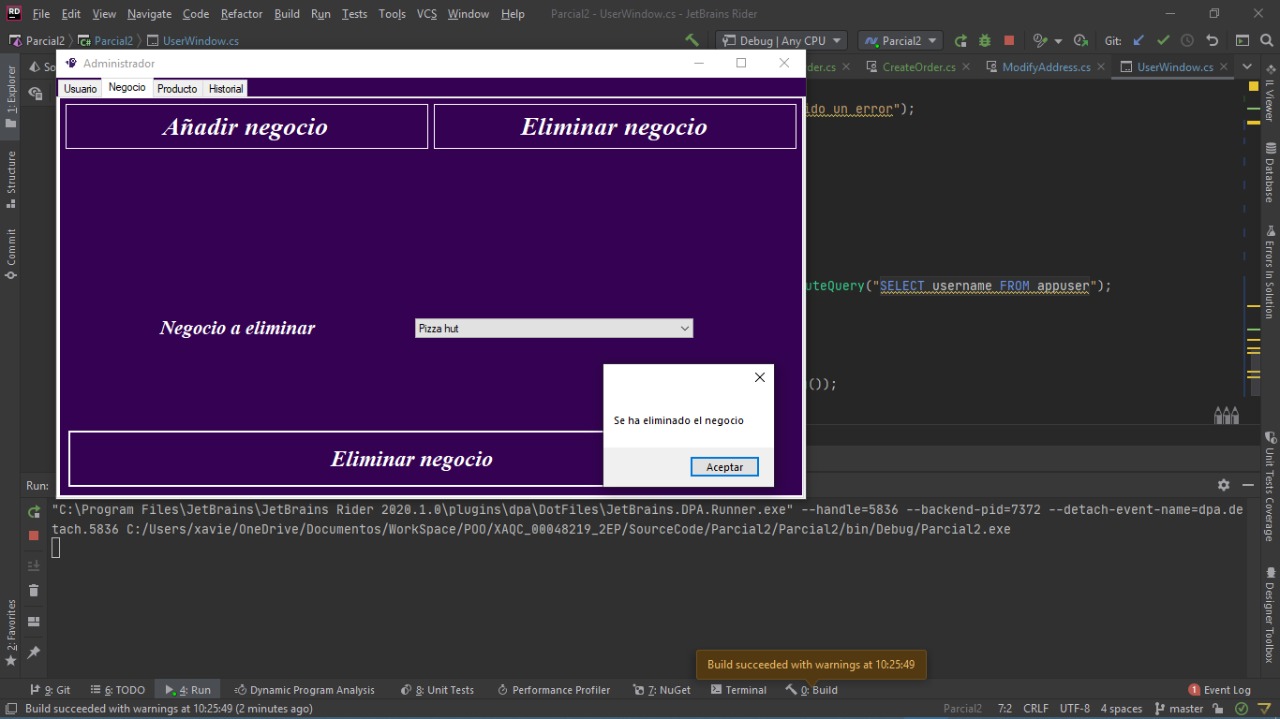 RD File Edit View Navigate Code Refactor Build Run Tests Tools VCS Window Help Parcial2 - UserWindow.cs - JetBrains Rider
Parcial2 Parcial2 UserWindow.cs Debug | Any CPU Parcial2 Git:
Administrador
So
der.cs CreateOrder.cs ModifyAddress.cs UserWindow.cs
Usuario Negocio Producto Historial
Añadir negocio Eliminar negocio
ido un error");
uteQuery("SELECT username FROM appuser");
Negocio a eliminar Pizza hut
());
Se ha eliminado el negocio
Aceptar
Eliminar negocio
1: Explorer
Structure
Commit
2: Favorites
IL Viewer
Database
Errors In Solution
Unit Tests Coverage
Designer Toolbox
Run:
"C:\Program Files\JetBrains\JetBrains Rider 2020.1.0\plugins\dpa\DotFiles\JetBrains.DPA.Runner.exe" --handle=5836 --backend-pid=7372 --detach-event-name=dpa.de
tach.5836 C:/Users/xavie/OneDrive/Documentos/WorkSpace/POO/XAQC_00048219_2EP/SourceCode/Parcial2/Parcial2/bin/Debug/Parcial2.exe
Build succeeded with warnings at 10:25:49
9: Git 6: TODO 4: Run Dynamic Program Analysis 8: Unit Tests Performance Profiler 7: NuGet Terminal 0: Build 1 Event Log
Build succeeded with warnings at 10:25:49 (2 minutes ago) Parcial2 7:2 CRLF UTF-8 4 spaces master